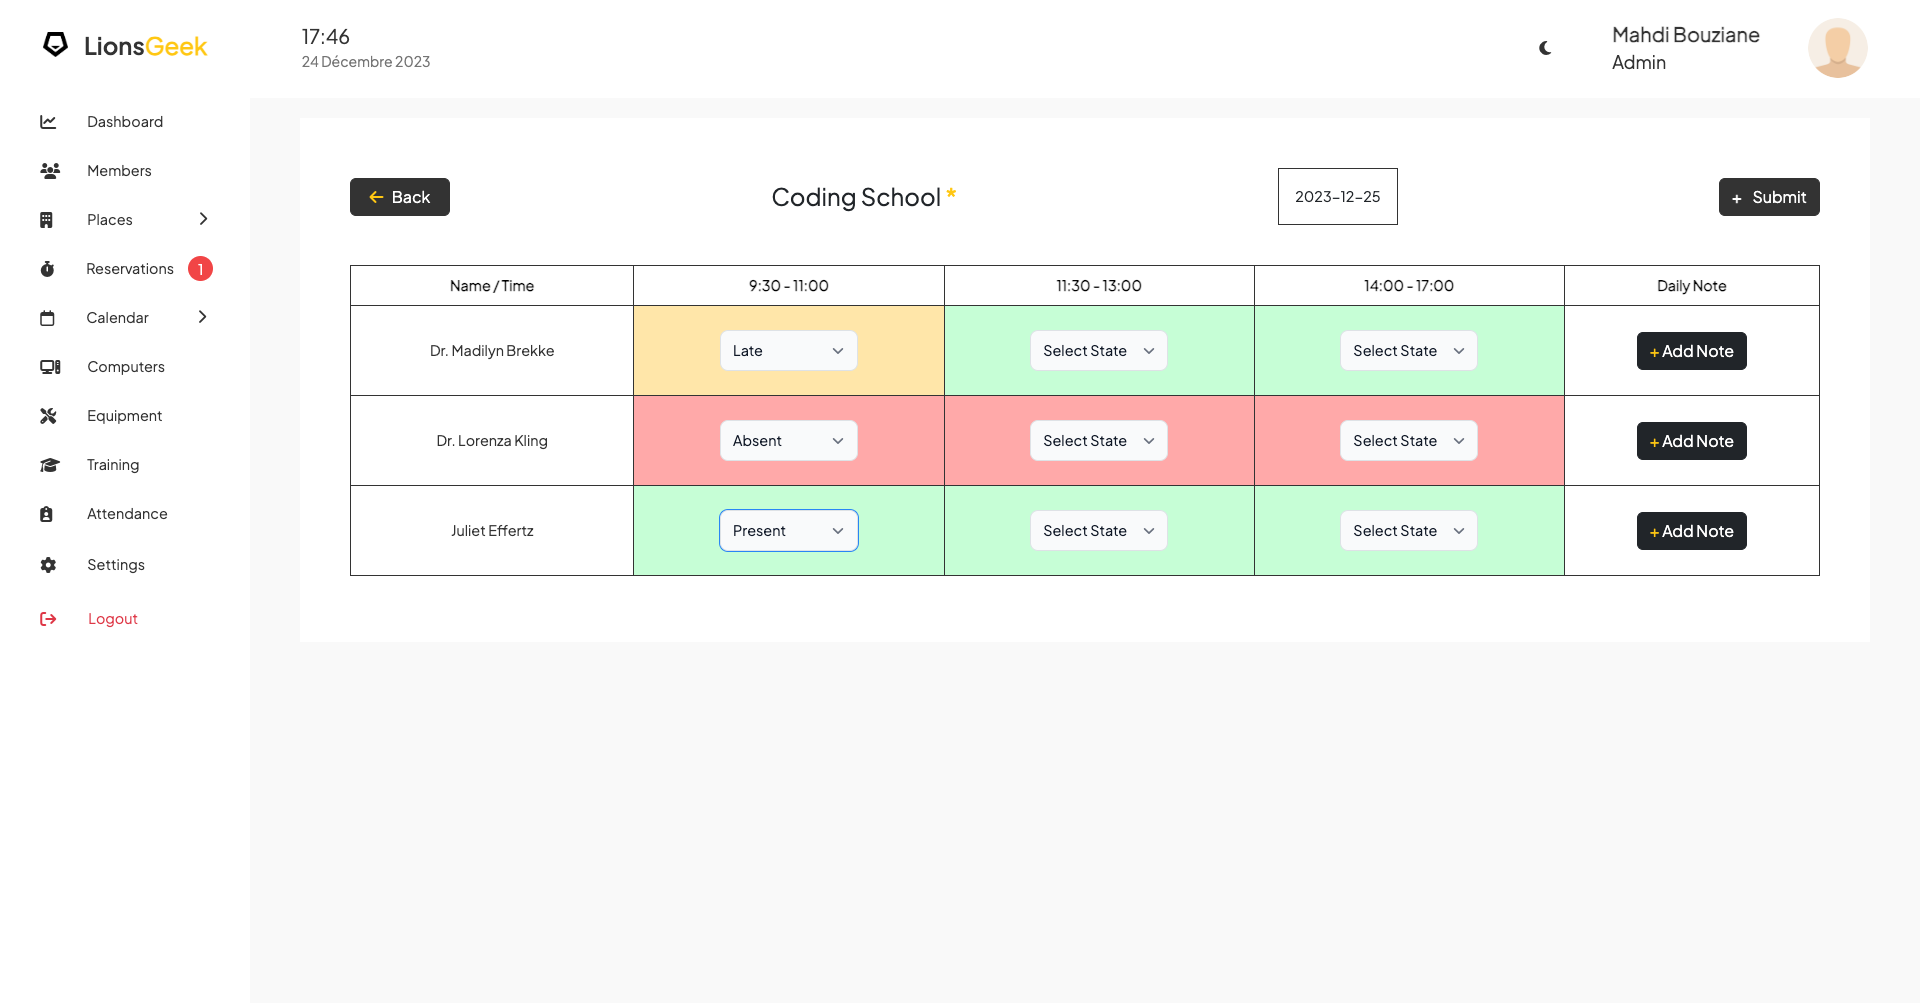 LionsGeek
17:46
24 Décembre 2023
Mahdi Bouziane
Admin
Dashboard
Members
Places
Reservations 1
Calendar
Computers
Equipment
Training
Attendance
Settings
Logout
Back
Coding School *
2023-12-25
+ Submit
Name / Time 9:30 - 11:00 11:30 - 13:00 14:00 - 17:00 Daily Note
Dr. Madilyn Brekke Late Select State Select State + Add Note
Dr. Lorenza Kling Absent Select State Select State + Add Note
Juliet Effertz Present Select State Select State + Add Note